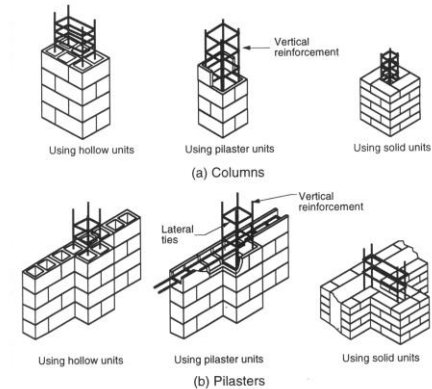 Vertical
reinforcement
Using hollow units
Using pilaster units
Using solid units
(a) Columns
Vertical
reinforcement
Lateral
ties
Using hollow units
Using pilaster units
Using solid units
(b) Pilasters